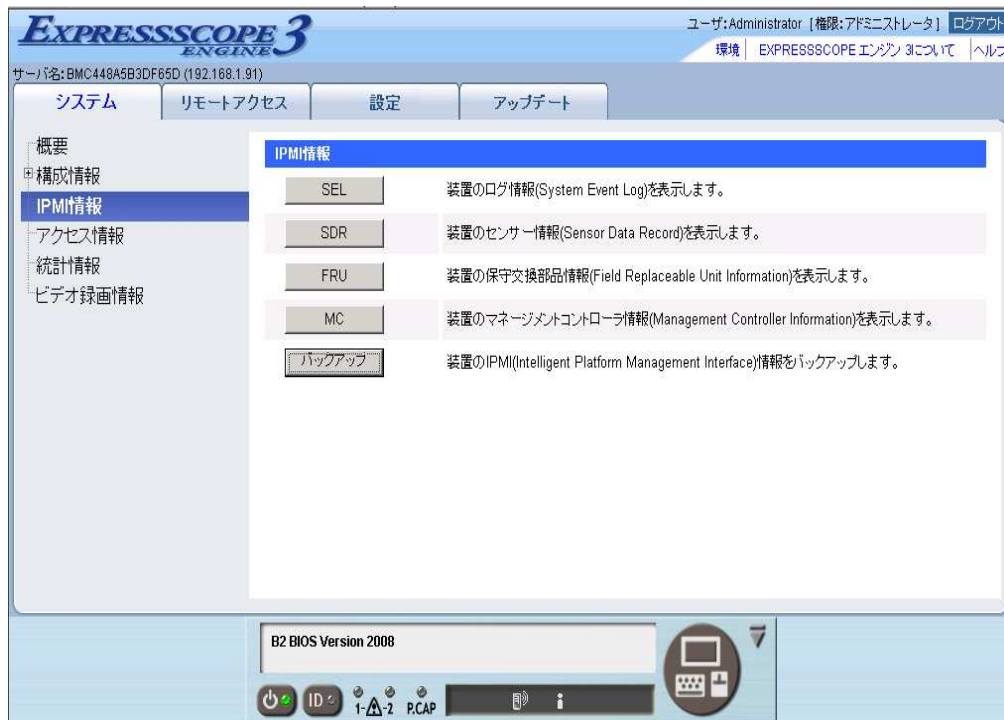 EXPRESSSCOPE
ENGINE 3
ユーザ:Administrator [権限:アドミニストレータ] ログアウト
環境 EXPRESSSCOPE エンジン 3について ヘルプ
サーバ名:BMC448A5B3DF65D (192.168.1.91)
システム リモートアクセス 設定 アップデート
概要
構成情報
IPMI情報
アクセス情報
統計情報
ビデオ録画情報
IPMI情報
SEL 装置のログ情報(System Event Log)を表示します。
SDR 装置のセンサー情報(Sensor Data Record)を表示します。
FRU 装置の保守交換部品情報(Field Replaceable Unit Information)を表示します。
MC 装置のマネージメントコントローラ情報(Management Controller Information)を表示します。
バックアップ 装置のIPMI(Intelligent Platform Management Interface)情報をバックアップします。
B2 BIOS Version 2008
ID 1-2 P.CAP